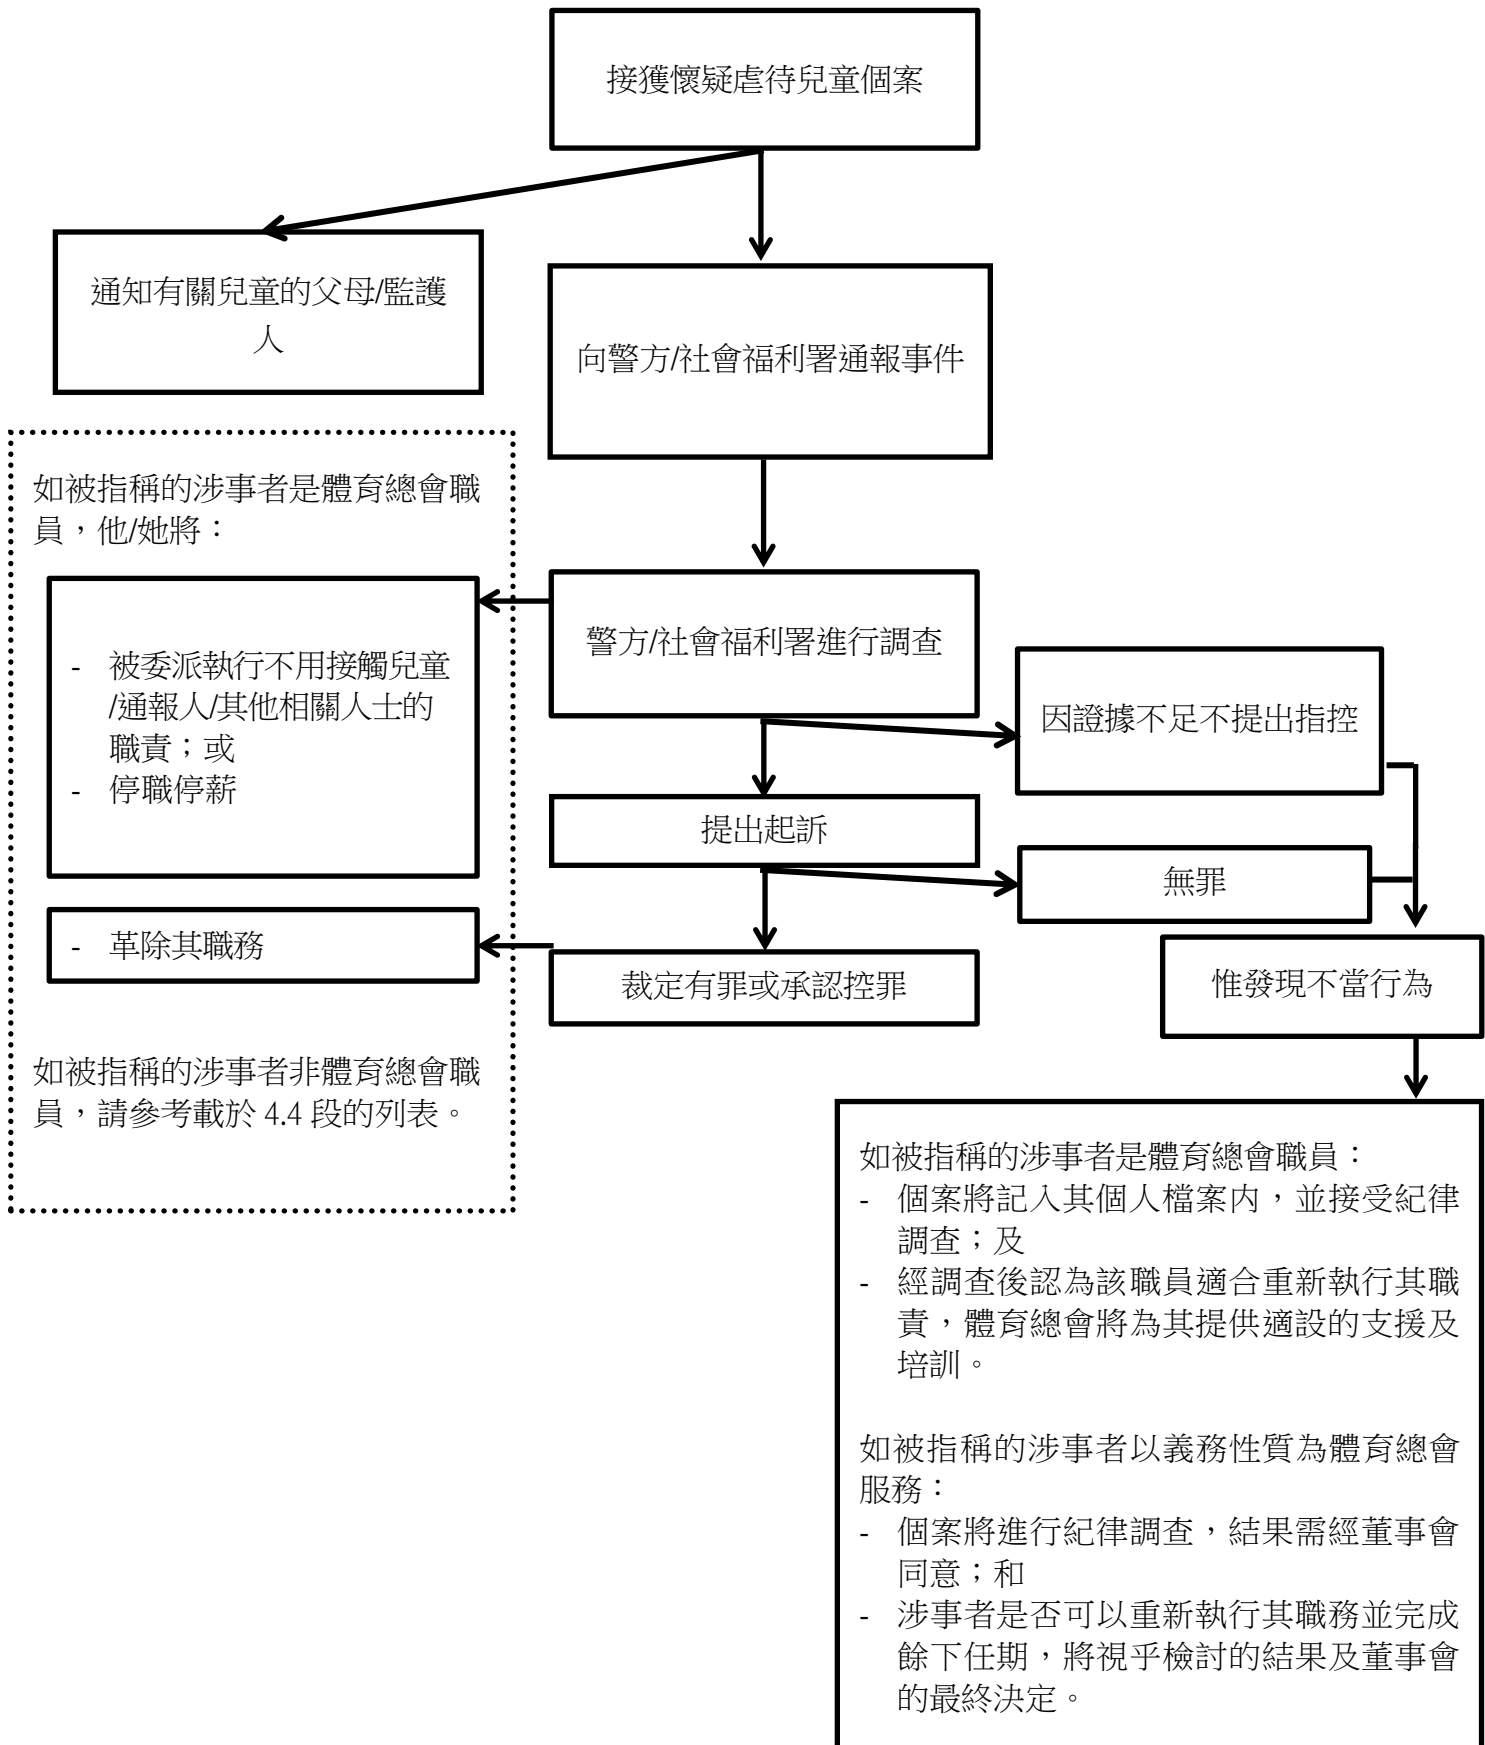 接獲懷疑虐待兒童個案
通知有關兒童的父母/監護
人
向警方/社會福利署通報事件
如被指稱的涉事者是體育總會職
員，他/她將：
- 被委派執行不用接觸兒童
/通報人/其他相關人士的
職責；或
- 停職停薪
警方/社會福利署進行調查
因證據不足不提出指控
提出起訴
無罪
- 革除其職務
裁定有罪或承認控罪
惟發現不當行為
如被指稱的涉事者非體育總會職
員，請參考載於 4.4 段的列表。
如被指稱的涉事者是體育總會職員：
- 個案將記入其個人檔案內，並接受紀律
調查；及
- 經調查後認為該職員適合重新執行其職
責，體育總會將為其提供適設的支援及
培訓。
如被指稱的涉事者以義務性質為體育總會
服務：
- 個案將進行紀律調查，結果需經董事會
同意；和
- 涉事者是否可以重新執行其職務並完成
餘下任期，將視乎檢討的結果及董事會
的最終決定。